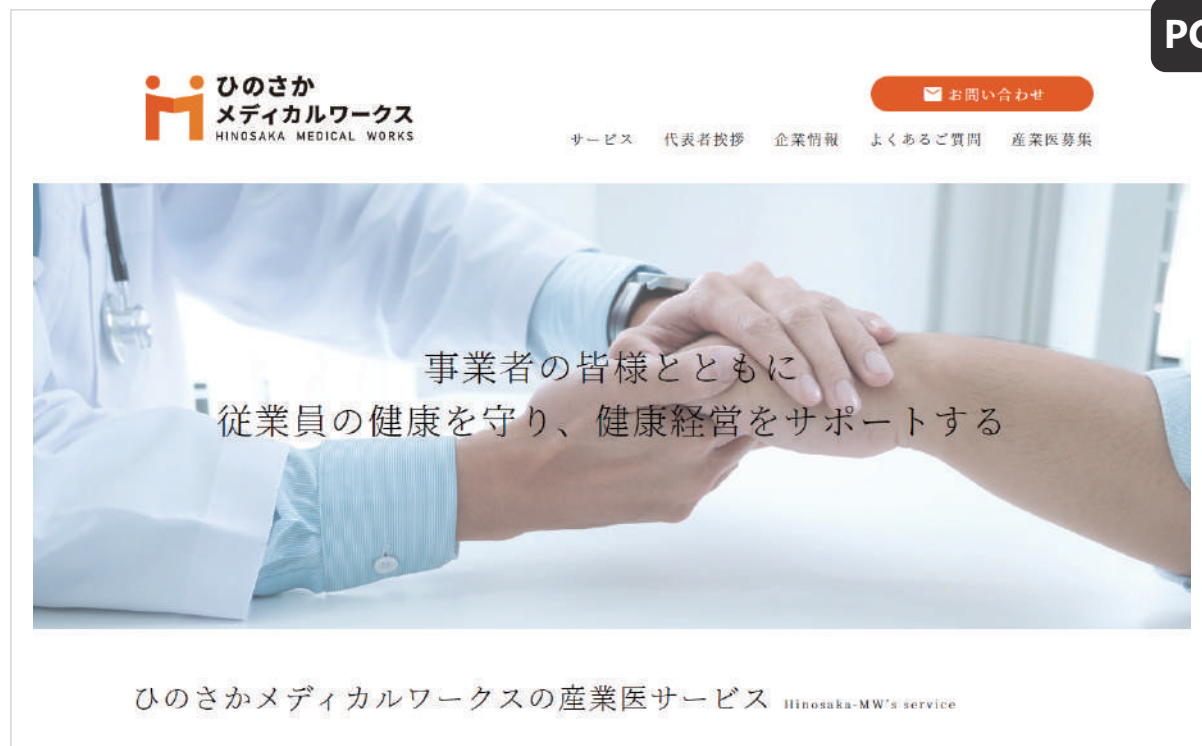 PC
ひのさか
メディカルワークス
HINOSAKA MEDICAL WORKS
お問い合わせ
サービス 代表者挨拶 企業情報 よくあるご質問 産業医募集
事業者の皆様とともに
従業員の健康を守り、健康経営をサポートする
ひのさかメディカルワークスの産業医サービス Hinosaka-MW's service